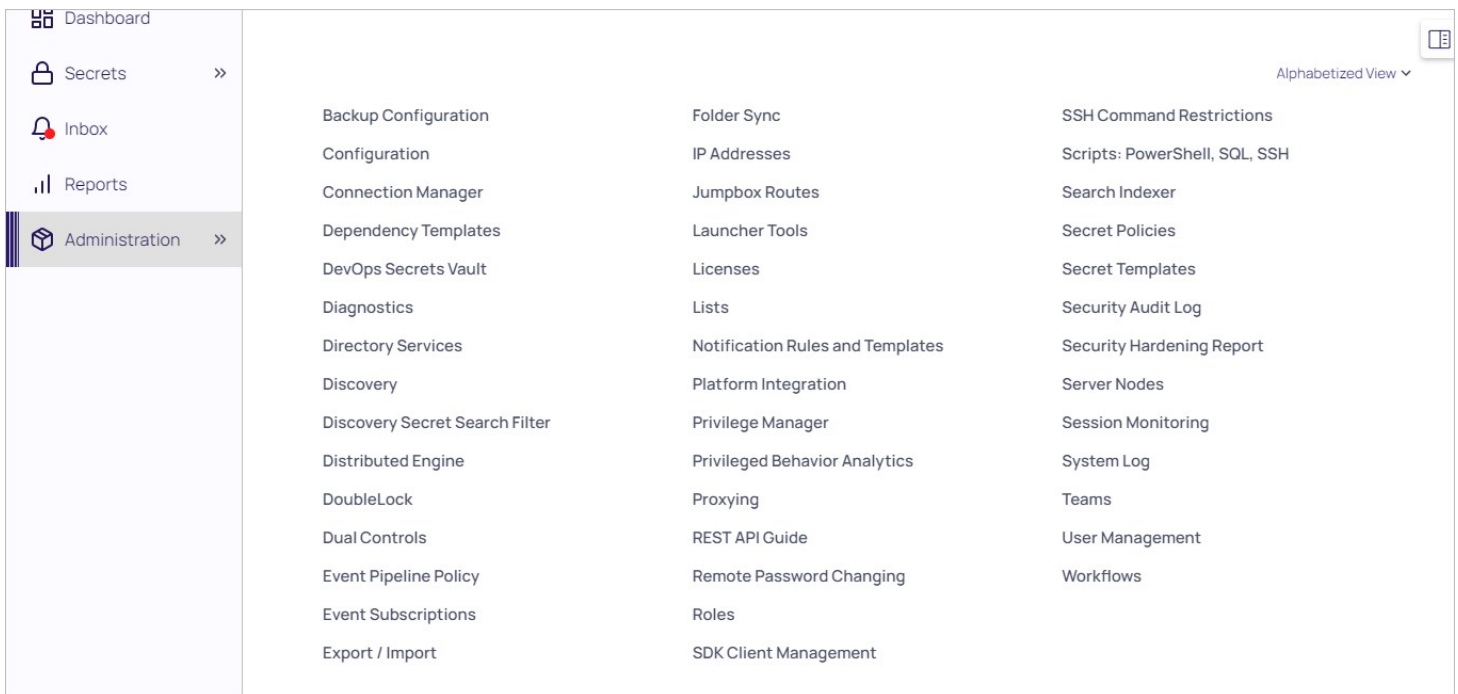 Dashboard
Secrets
Inbox
Reports
Administration
Alphabetized View
Backup Configuration
Configuration
Connection Manager
Dependency Templates
DevOps Secrets Vault
Diagnostics
Directory Services
Discovery
Discovery Secret Search Filter
Distributed Engine
DoubleLock
Dual Controls
Event Pipeline Policy
Event Subscriptions
Export / Import
Folder Sync
IP Addresses
Jumpbox Routes
Launcher Tools
Licenses
Lists
Notification Rules and Templates
Platform Integration
Privilege Manager
Privileged Behavior Analytics
Proxying
REST API Guide
Remote Password Changing
Roles
SDK Client Management
SSH Command Restrictions
Scripts: PowerShell, SQL, SSH
Search Indexer
Secret Policies
Secret Templates
Security Audit Log
Security Hardening Report
Server Nodes
Session Monitoring
System Log
Teams
User Management
Workflows